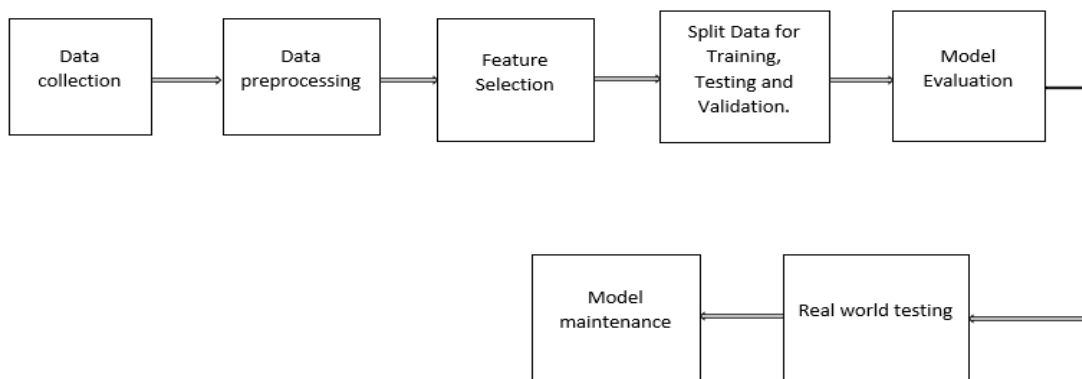 Data
collection
Data
preprocessing
Feature
Selection
Split Data for
Training,
Testing and
Validation.
Model
Evaluation
Model
maintenance
Real world testing